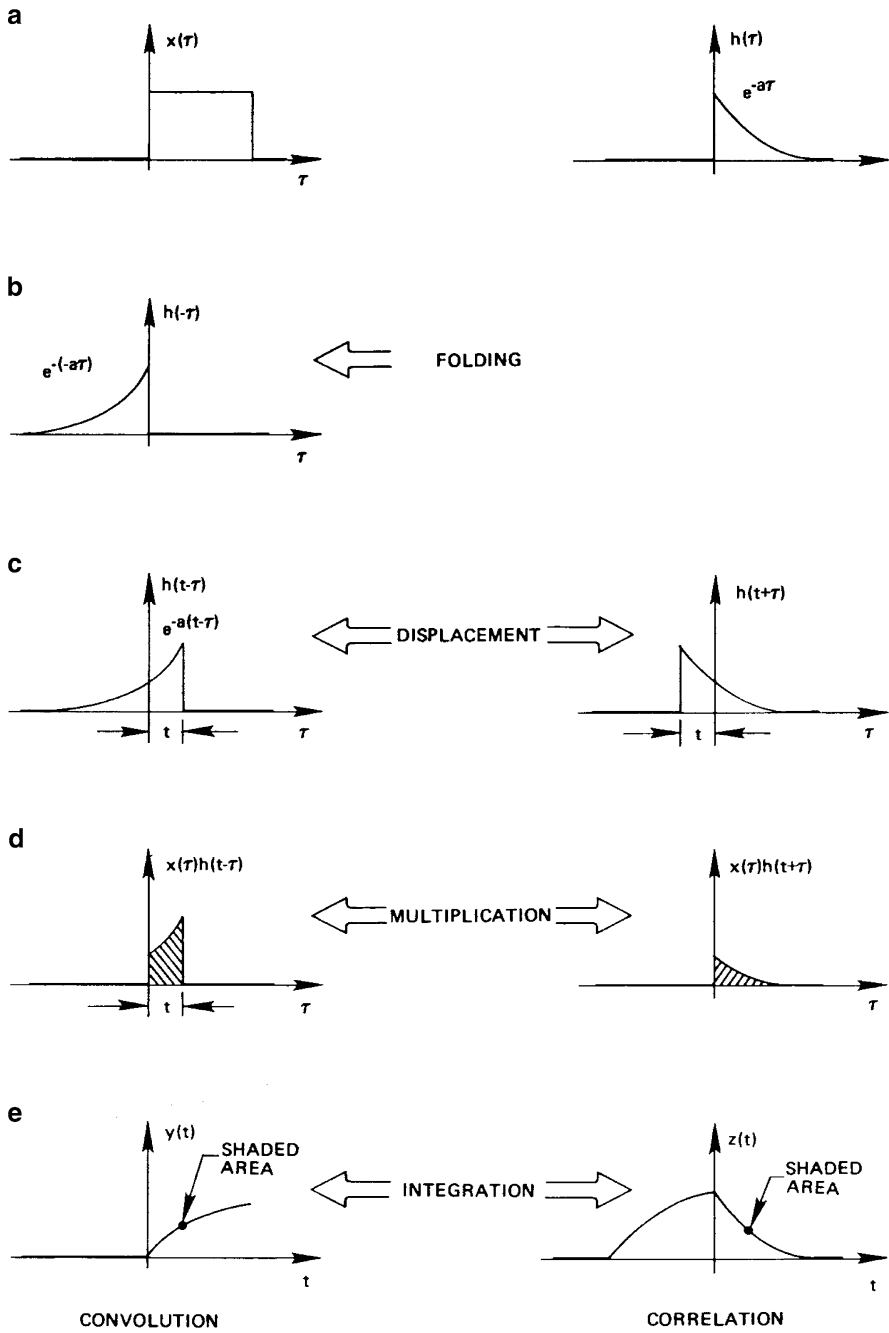 a
x(τ)
τ
h(τ)
e-aτ
b
h(-τ)
e-(-aτ)
τ
FOLDING
c
h(t-τ)
e-a(t-τ)
t
τ
DISPLACEMENT
h(t+τ)
t
τ
d
x(τ)h(t-τ)
t
τ
MULTIPLICATION
x(τ)h(t+τ)
τ
e
y(t)
SHADED
AREA
t
INTEGRATION
z(t)
SHADED
AREA
t
CONVOLUTION
CORRELATION